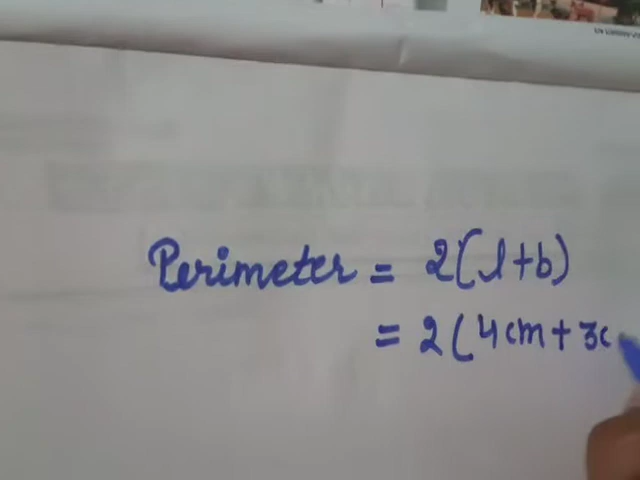 Perimeter = 2(l+b)
= 2(4cm+3c